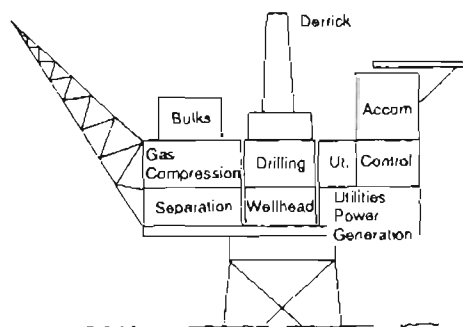 Derrick
Bulks
Accom
Gas
Compression
Drilling
Ut.
Control
Separation
Wellhead
Utilities
Power
Generation